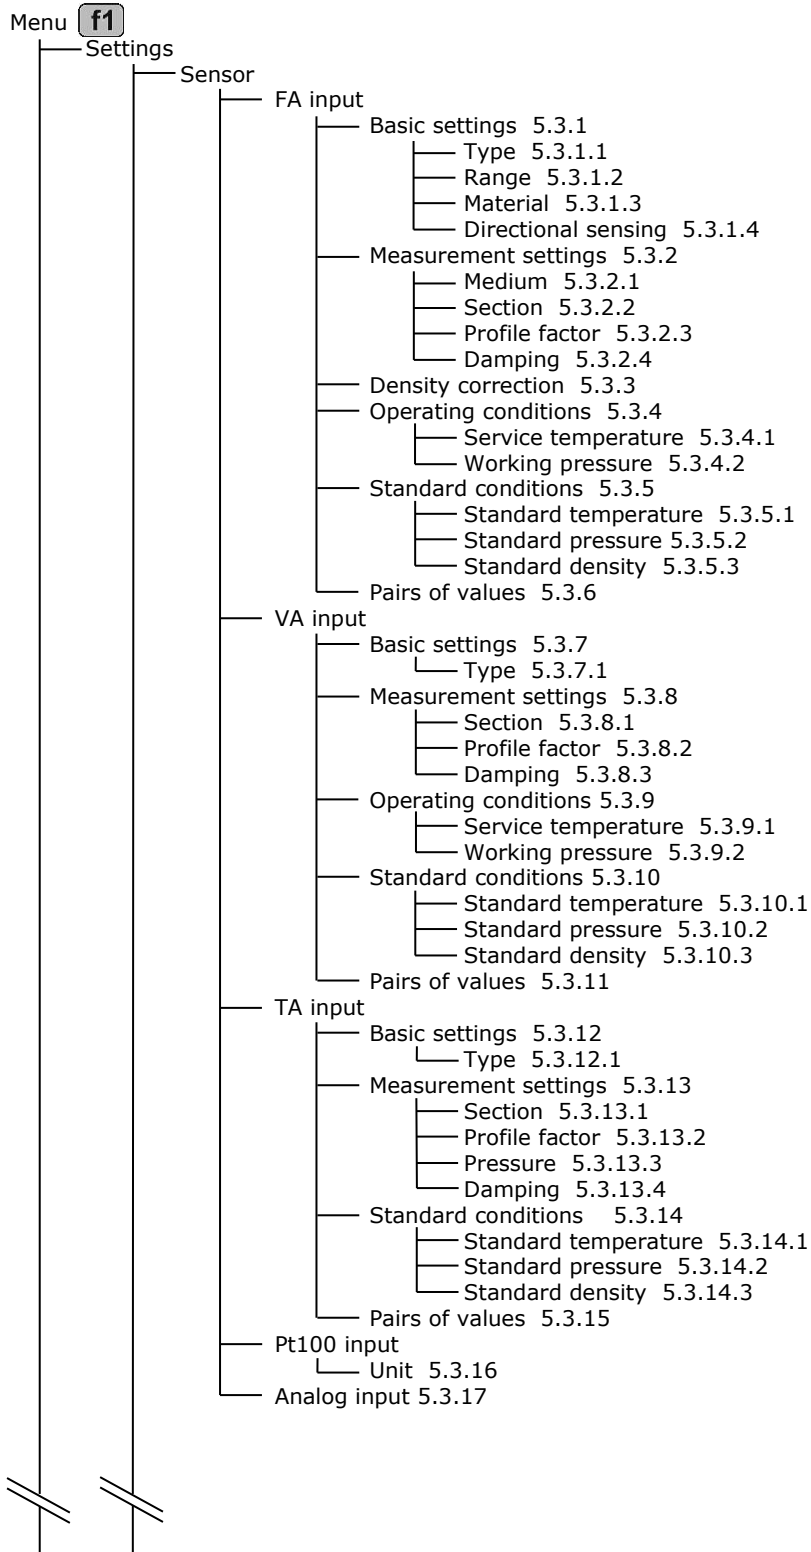 Menu f1
Settings
Sensor
FA input
Basic settings 5.3.1
Type 5.3.1.1
Range 5.3.1.2
Material 5.3.1.3
Directional sensing 5.3.1.4
Measurement settings 5.3.2
Medium 5.3.2.1
Section 5.3.2.2
Profile factor 5.3.2.3
Damping 5.3.2.4
Density correction 5.3.3
Operating conditions 5.3.4
Service temperature 5.3.4.1
Working pressure 5.3.4.2
Standard conditions 5.3.5
Standard temperature 5.3.5.1
Standard pressure 5.3.5.2
Standard density 5.3.5.3
Pairs of values 5.3.6
VA input
Basic settings 5.3.7
Type 5.3.7.1
Measurement settings 5.3.8
Section 5.3.8.1
Profile factor 5.3.8.2
Damping 5.3.8.3
Operating conditions 5.3.9
Service temperature 5.3.9.1
Working pressure 5.3.9.2
Standard conditions 5.3.10
Standard temperature 5.3.10.1
Standard pressure 5.3.10.2
Standard density 5.3.10.3
Pairs of values 5.3.11
TA input
Basic settings 5.3.12
Type 5.3.12.1
Measurement settings 5.3.13
Section 5.3.13.1
Profile factor 5.3.13.2
Pressure 5.3.13.3
Damping 5.3.13.4
Standard conditions 5.3.14
Standard temperature 5.3.14.1
Standard pressure 5.3.14.2
Standard density 5.3.14.3
Pairs of values 5.3.15
Pt100 input
Unit 5.3.16
Analog input 5.3.17